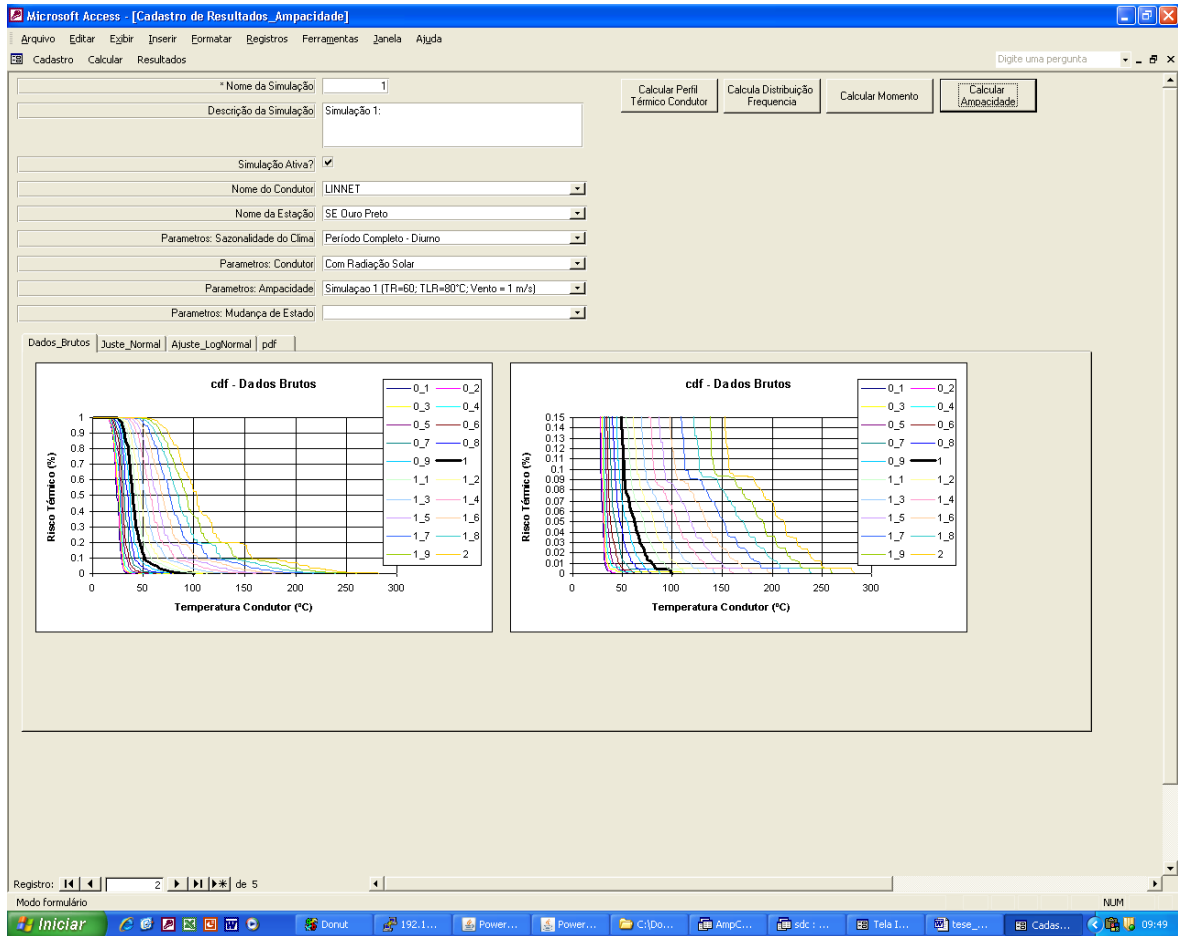 Microsoft Access - [Cadastro de Resultados_Ampacidade]
Arquivo Editar Exibir Inserir Formatar Registros Ferramentas Janela Ajuda
Cadastro Calcular Resultados Digite uma pergunta
* Nome da Simulação 1
Calcular Perfil Térmico Condutor
Calcula Distribuição Frequencia
Calcular Momento
Calcular Ampacidade
Descrição da Simulação Simulação 1:
Simulação Ativa?
Nome do Condutor LINNET
Nome da Estação SE Ouro Preto
Parametros: Sazonalidade do Clima Período Completo - Diurno
Parametros: Condutor Com Radiação Solar
Parametros: Ampacidade Simulaçao 1 (TR=60; TLR=80°C; Vento = 1 m/s)
Parametros: Mudança de Estado
Dados_Brutos Juste_Normal Ajuste_LogNormal pdf
cdf - Dados Brutos
Risco Térmico (%)
1
0.9
0.8
0.7
0.6
0.5
0.4
0.3
0.2
0.1
0
0 50 100 150 200 250 300
Temperatura Condutor (ºC)
0_1 0_2
0_3 0_4
0_5 0_6
0_7 0_8
0_9 1
1_1 1_2
1_3 1_4
1_5 1_6
1_7 1_8
1_9 2
cdf - Dados Brutos
Risco Térmico (%)
0.15
0.14
0.13
0.12
0.11
0.1
0.09
0.08
0.07
0.06
0.05
0.04
0.03
0.02
0.01
0
0 50 100 150 200 250 300
Temperatura Condutor (ºC)
0_1 0_2
0_3 0_4
0_5 0_6
0_7 0_8
0_9 1
1_1 1_2
1_3 1_4
1_5 1_6
1_7 1_8
1_9 2
Registro: 2 de 5
Modo formulário NUM
Iniciar Donut 192.1... Power... Power... C:\Do... AmpC... sdc : ... Tela I... tese_... Cadas... 09:49